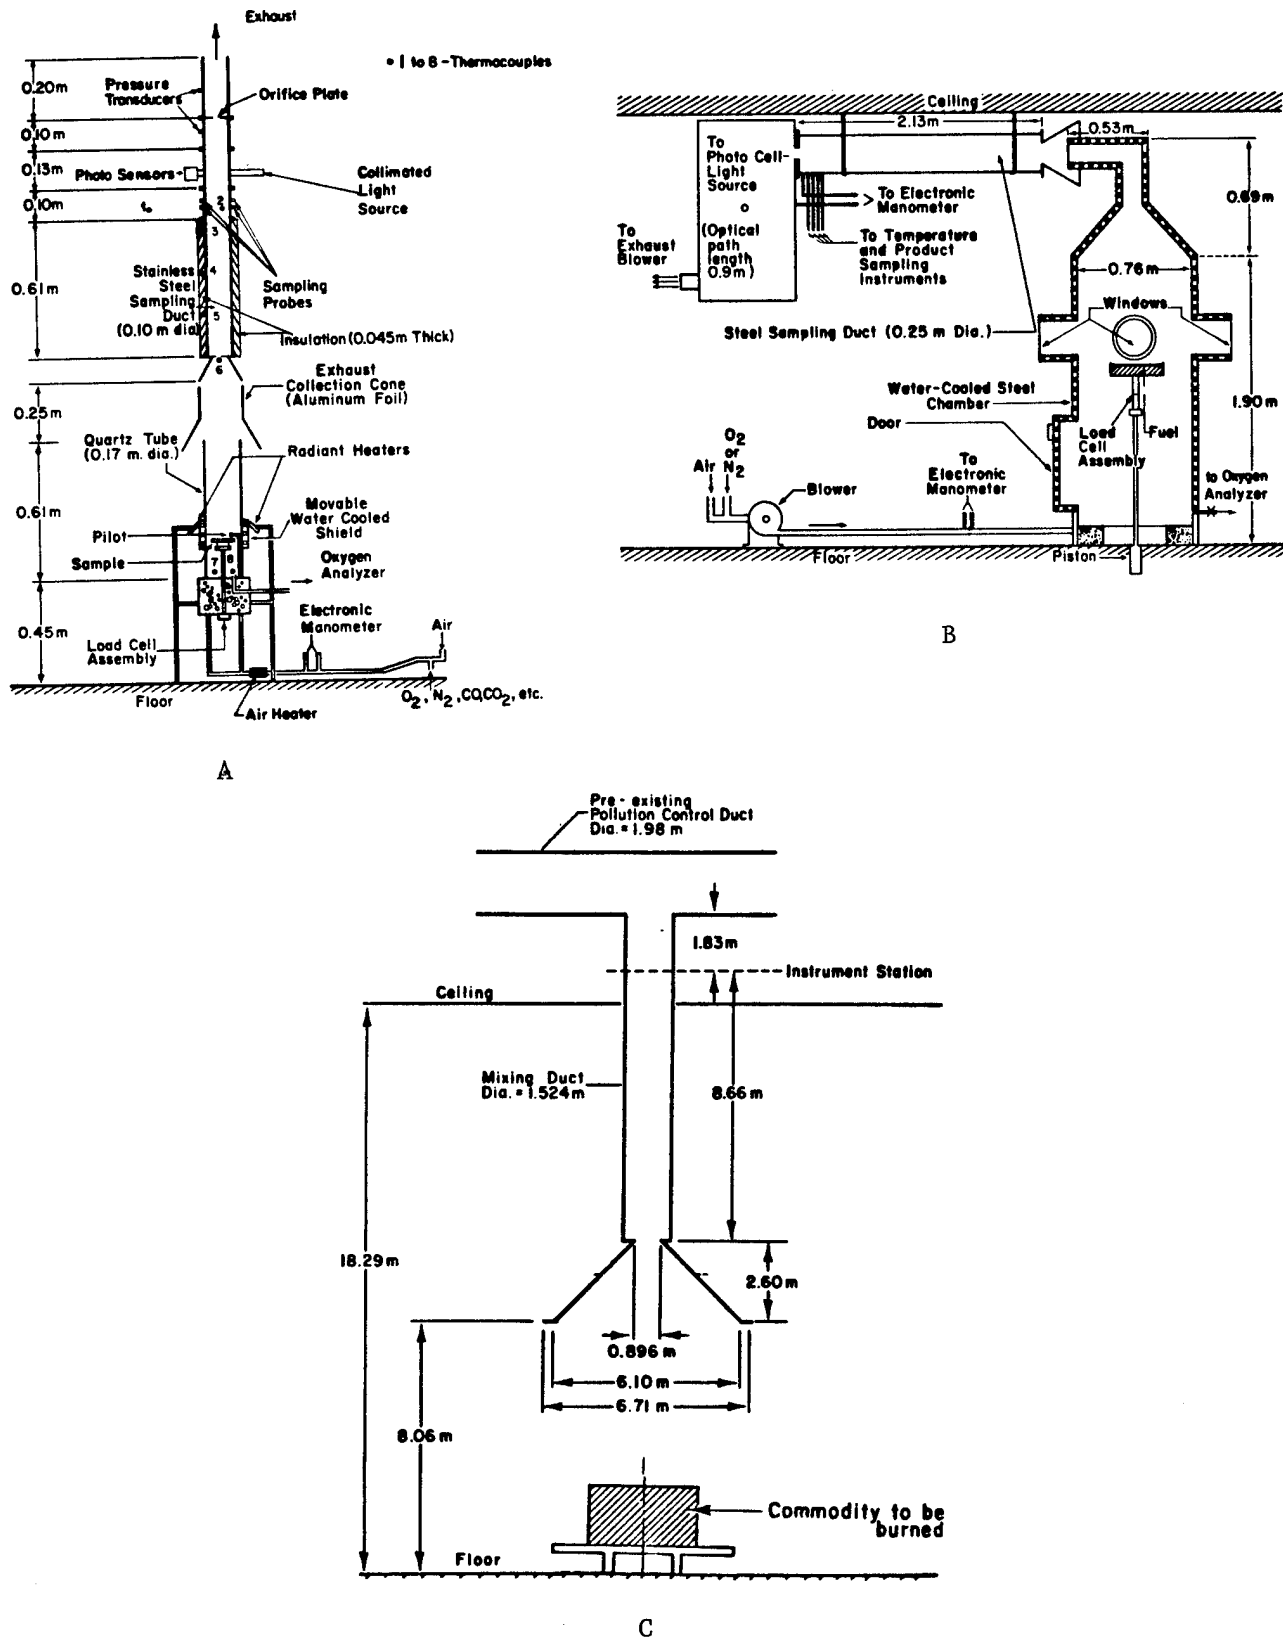 Exhaust
• 1 to 8 - Thermocouples
Pressure
Transducers
0.20m
Orifice Plate
0.10m
0.13m
Photo Sensors
Collimated
Light
Source
0.10m
2
3
4
Stainless
Steel
Sampling
Duct
(0.10 m dia)
5
Sampling
Probes
0.61m
Insulation (0.045m Thick)
6
Exhaust
Collection Cone
(Aluminum Foil)
0.25m
Quartz Tube
(0.17 m. dia.)
Radiant Heaters
0.61m
Movable
Water Cooled
Shield
Pilot
Sample
7
8
Oxygen
Analyzer
Electronic
Manometer
Air
0.45m
Load Cell
Assembly
Floor
Air Heater
O2, N2, CO,CO2, etc.
A
Ceiling
2.13m
0.53m
To
Photo Cell-
Light
Source
(Optical
path
length
0.9m)
To Electronic
Manometer
0.69m
To
Exhaust
Blower
To Temperature
and Product
Sampling
Instruments
0.76m
Windows
Steel Sampling Duct (0.25 m Dia.)
Water-Cooled Steel
Chamber
1.90m
Door
Load
Cell
Assembly
Fuel
O2
or
Air N2
Blower
To
Electronic
Manometer
to Oxygen
Analyzer
Floor
Piston
B
Pre - existing
Pollution Control Duct
Dia. = 1.98 m
1.83m
Instrument Station
Ceiling
Mixing Duct
Dia. = 1.524m
8.66m
18.29m
2.60m
0.896m
6.10m
6.71m
8.06m
Commodity to be
burned
Floor
C